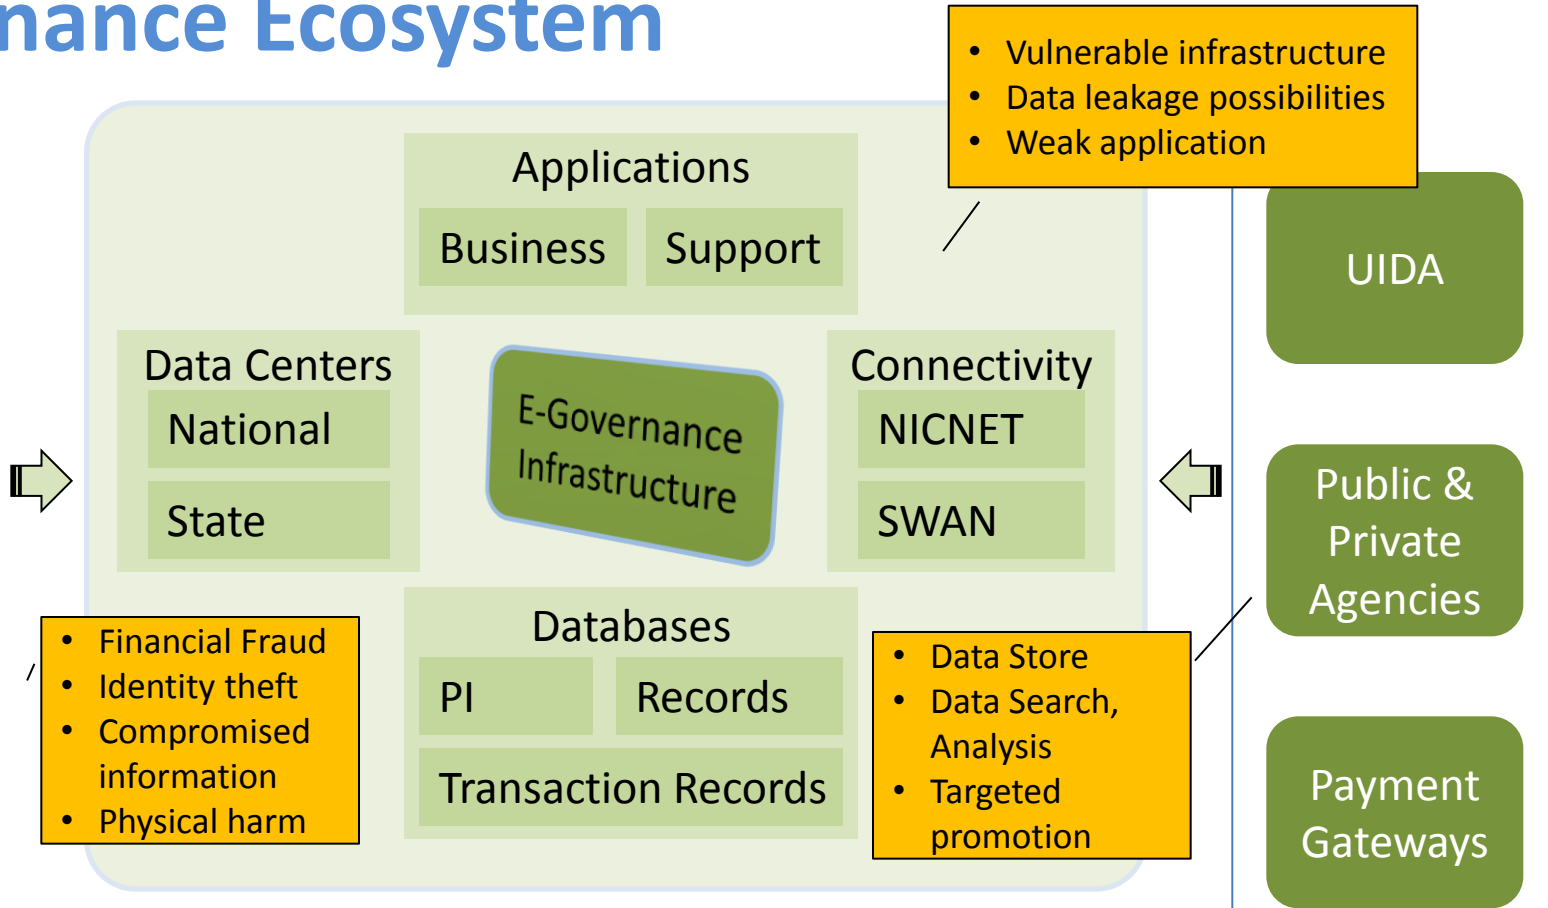 nance Ecosystem
• Vulnerable infrastructure
• Data leakage possibilities
• Weak application
Applications
Business
Support
UIDA
Data Centers
National
State
E-Governance
Infrastructure
Connectivity
NICNET
SWAN
Public &
Private
Agencies
• Financial Fraud
• Identity theft
• Compromised
information
• Physical harm
Databases
PI
Records
Transaction Records
• Data Store
• Data Search,
Analysis
• Targeted
promotion
Payment
Gateways